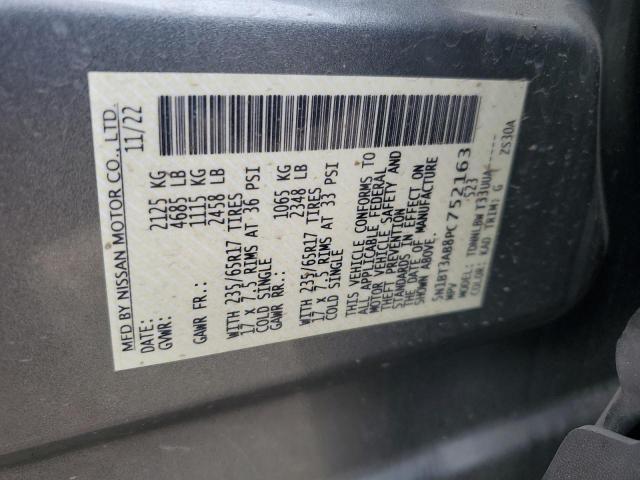 MFD BY NISSAN MOTOR CO., LTD.
DATE: 11/22
GVWR: 2125 KG
4685 LB
GAWR FR.: 1115 KG
2458 LB
WITH 235/65R17 TIRES
17 X 7.5 RIMS AT 36 PSI
COLD SINGLE
GAWR RR.: 1065 KG
2348 LB
WITH 235/65R17 TIRES
17 X 7.5 RIMS AT 33 PSI
COLD SINGLE
THIS VEHICLE CONFORMS TO
ALL APPLICABLE FEDERAL
MOTOR VEHICLE SAFETY AND
THEFT PREVENTION
STANDARDS IN EFFECT ON
THE DATE OF MANUFACTURE
SHOWN ABOVE.
5N1BT3AB8PC752163
MPV S23
MODEL: T33UUA-----
COLOR: KAD TRIM: G ZS30A